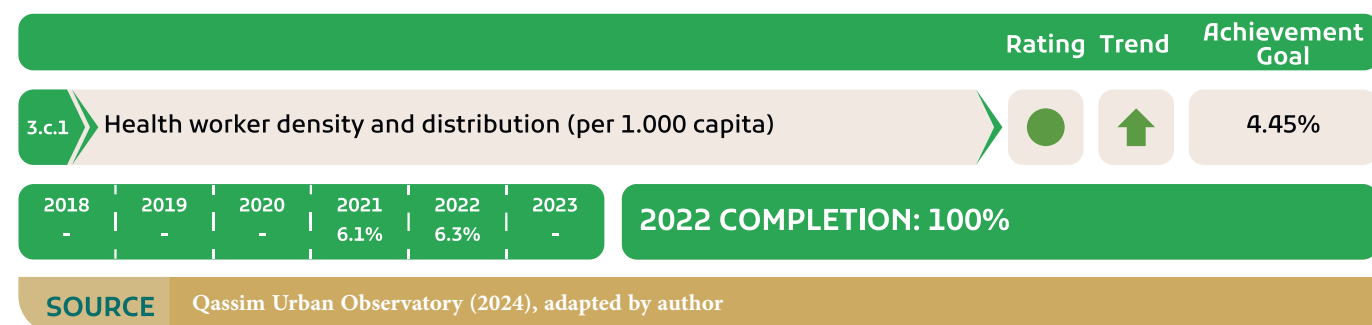 Rating Trend Achievement
Goal
3.c.1 Health worker density and distribution (per 1.000 capita) 4.45%
2018 2019 2020 2021 2022 2023
- - - 6.1% 6.3% -
2022 COMPLETION: 100%
SOURCE Qassim Urban Observatory (2024), adapted by author